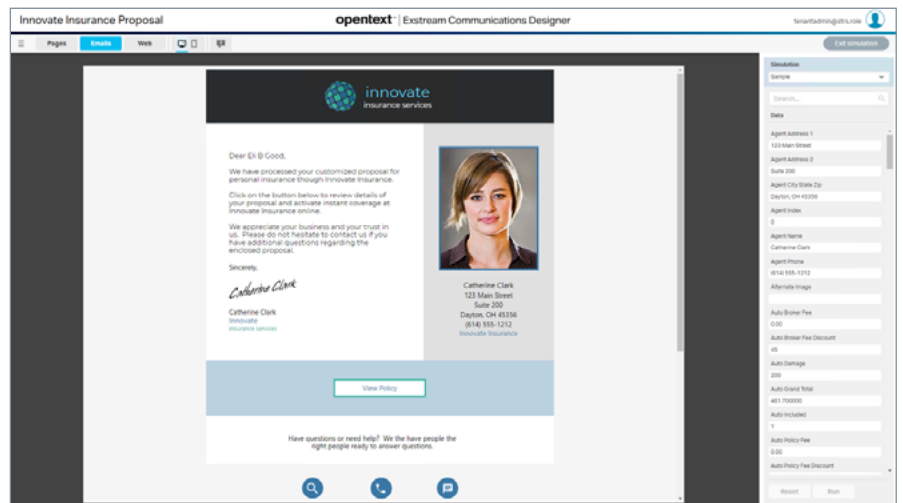 Innovate Insurance Proposal
opentext™ | Extream Communications Designer
tenantadmin@otrs.role
Pages
Emails
Web
Exit simulation
innovate
insurance services
Dear Eli B Good,
We have processed your customized proposal for
personal insurance though Innovate Insurance.
Click on the button below to review details of
your proposal and activate instant coverage at
Innovate Insurance online.
We appreciate your business and your trust in
us. Please do not hesitate to contact us if you
have additional questions regarding the
enclosed proposal.
Sincerely,
Catherine Clark
Catherine Clark
Innovate
insurance services
Catherine Clark
123 Main Street
Suite 200
Dayton, OH 45356
(614) 555-1212
Innovate Insurance
View Policy
Have questions or need help? We the have people the
right people ready to answer questions.
Simulation
Sample
Search...
Data
Agent Address 1
123 Main Street
Agent Address 2
Suite 200
Agent City State Zip
Dayton, OH 45356
Agent Index
0
Agent Name
Catherine Clark
Agent Phone
(614) 555-1212
Alternate Image
Auto Broker Fee
0.00
Auto Broker Fee Discount
45
Auto Damage
200
Auto Grand Total
461.700000
Auto Included
Y
Auto Policy Fee
0.00
Auto Policy Fee Discount
Reset
Run